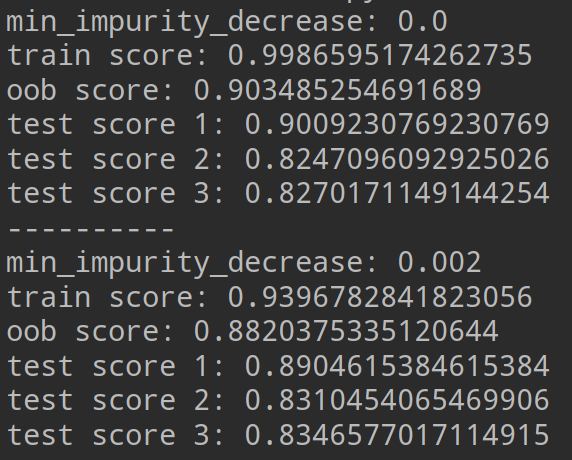 min_impurity_decrease: 0.0
train score: 0.9986595174262735
oob score: 0.903485254691689
test score 1: 0.9009230769230769
test score 2: 0.8247096092925026
test score 3: 0.8270171149144254
----------
min_impurity_decrease: 0.002
train score: 0.9396782841823056
oob score: 0.8820375335120644
test score 1: 0.8904615384615384
test score 2: 0.8310454065469906
test score 3: 0.8346577017114915